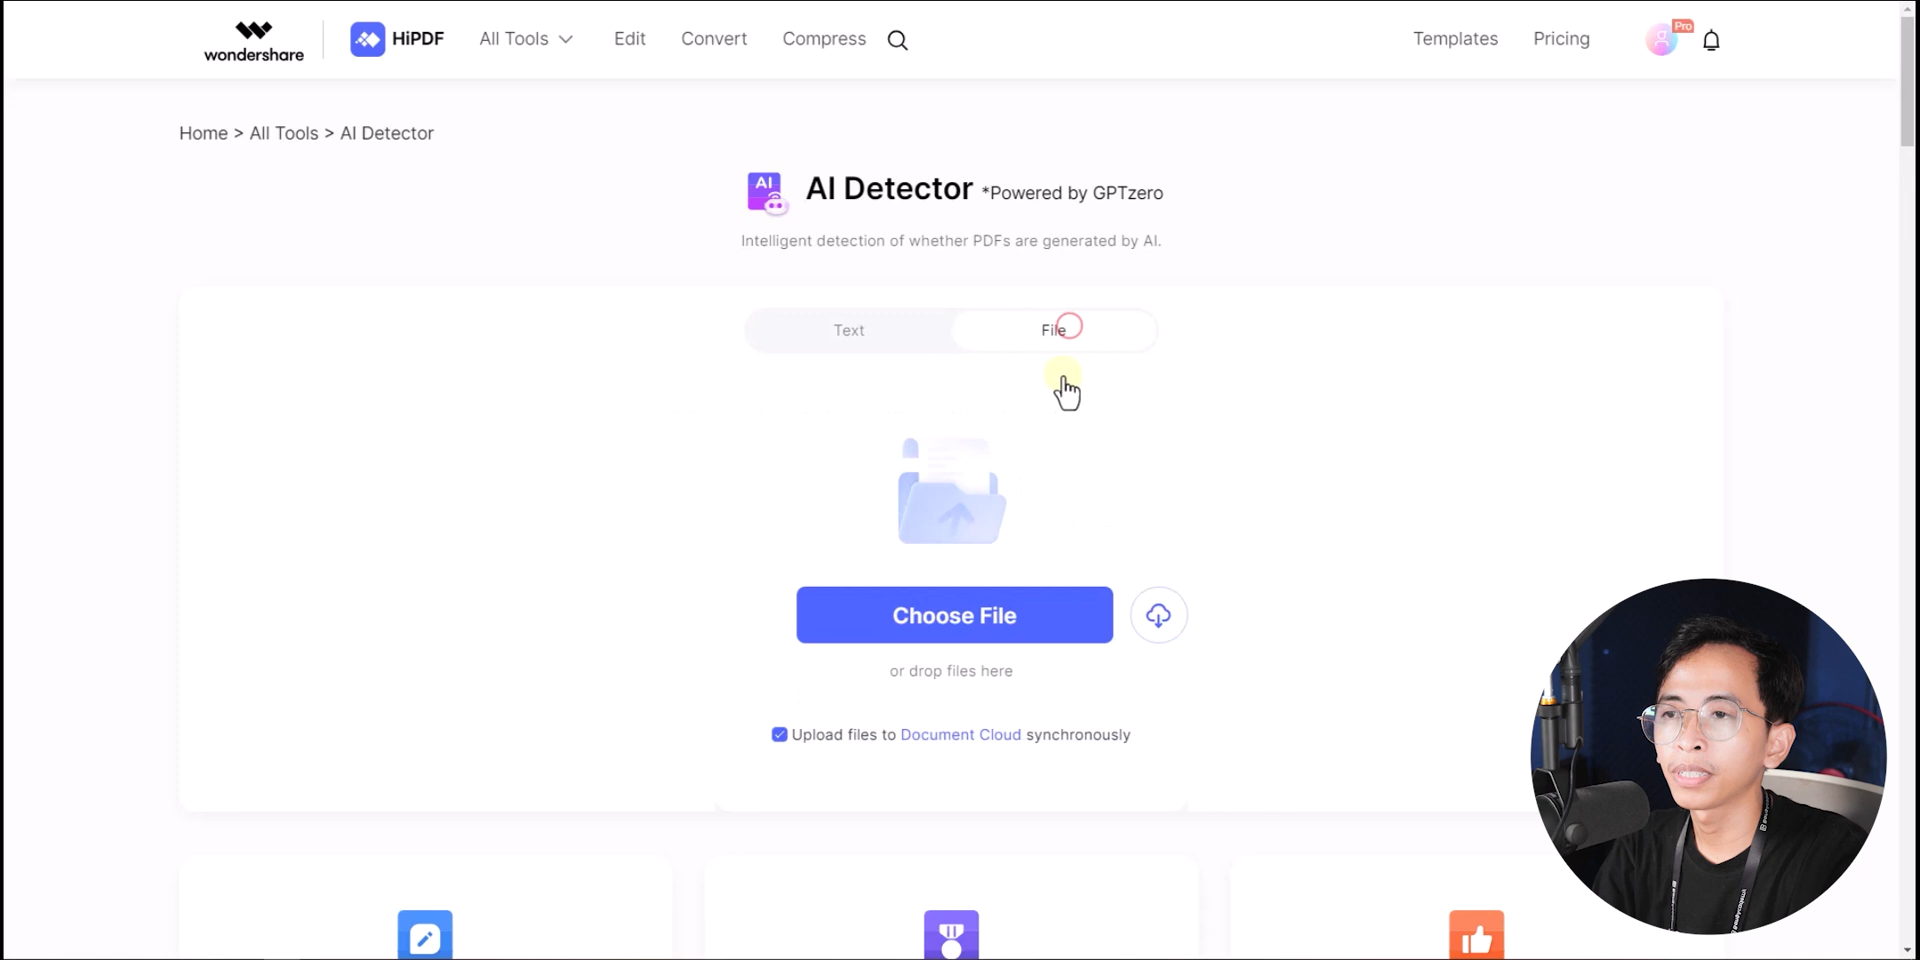 wondershare
HiPDF
All Tools
Edit
Convert
Compress
Templates
Pricing
Pro
Home > All Tools > AI Detector
AI
AI Detector *Powered by GPTzero
Intelligent detection of whether PDFs are generated by AI.
Text
File
Choose File
or drop files here
Upload files to Document Cloud synchronously